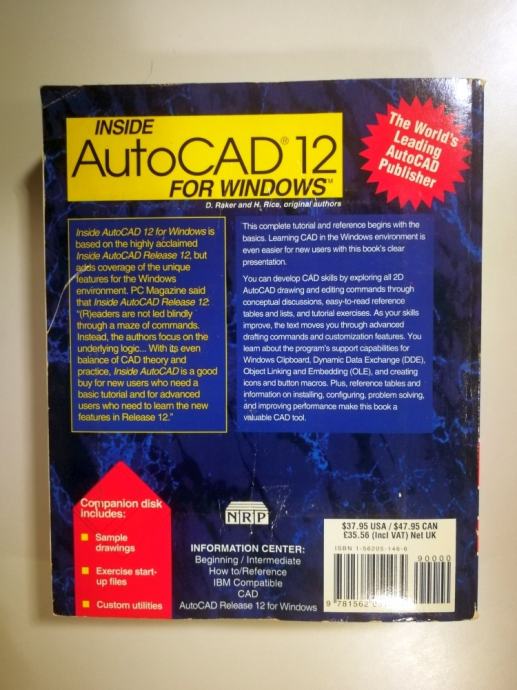 INSIDE
AutoCAD® 12
FOR WINDOWS™
D. Raker and H. Rice, original authors
The World's
Leading
AutoCAD
Publisher
Inside AutoCAD 12 for Windows is
based on the highly acclaimed
Inside AutoCAD Release 12, but
adds coverage of the unique
features for the Windows
environment. PC Magazine said
that Inside AutoCAD Release 12:
"(R)eaders are not led blindly
through a maze of commands.
Instead, the authors focus on the
underlying logic... With its even
balance of CAD theory and
practice, Inside AutoCAD is a good
buy for new users who need a
basic tutorial and for advanced
users who need to learn the new
features in Release 12."
This complete tutorial and reference begins with the
basics. Learning CAD in the Windows environment is
even easier for new users with this book's clear
presentation.
You can develop CAD skills by exploring all 2D
AutoCAD drawing and editing commands through
conceptual discussions, easy-to-read reference
tables and lists, and tutorial exercises. As your skills
improve, the text moves you through advanced
drafting commands and customization features. You
learn about the program's support capabilities for
Windows Clipboard, Dynamic Data Exchange (DDE),
Object Linking and Embedding (OLE), and creating
icons and button macros. Plus, reference tables and
information on installing, configuring, problem solving,
and improving performance make this book a
valuable CAD tool.
Companion disk
includes:
Sample
drawings
Exercise start-
up files
Custom utilities
NRP
INFORMATION CENTER:
Beginning / Intermediate
How to/Reference
IBM Compatible
CAD
AutoCAD Release 12 for Windows
$37.95 USA / $47.95 CAN
£35.56 (Incl VAT) Net UK
ISBN 1-56205-146-6
90000
9 781562